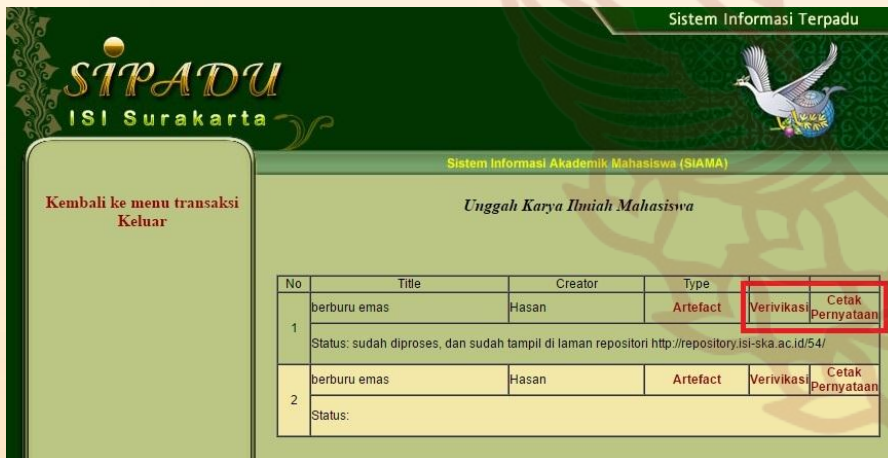 Sistem Informasi Terpadu
SIPADU
ISI Surakarta
Sistem Informasi Akademik Mahasiswa (SIAMA)
Kembali ke menu transaksi
Keluar
Unggah Karya Ilmiah Mahasiswa
No Title Creator Type
1 berburu emas Hasan Artefact Verivikasi Cetak Pernyataan
Status: sudah diproses, dan sudah tampil di laman repositori http://repository.isi-ska.ac.id/54/
2 berburu emas Hasan Artefact Verivikasi Cetak Pernyataan
Status: